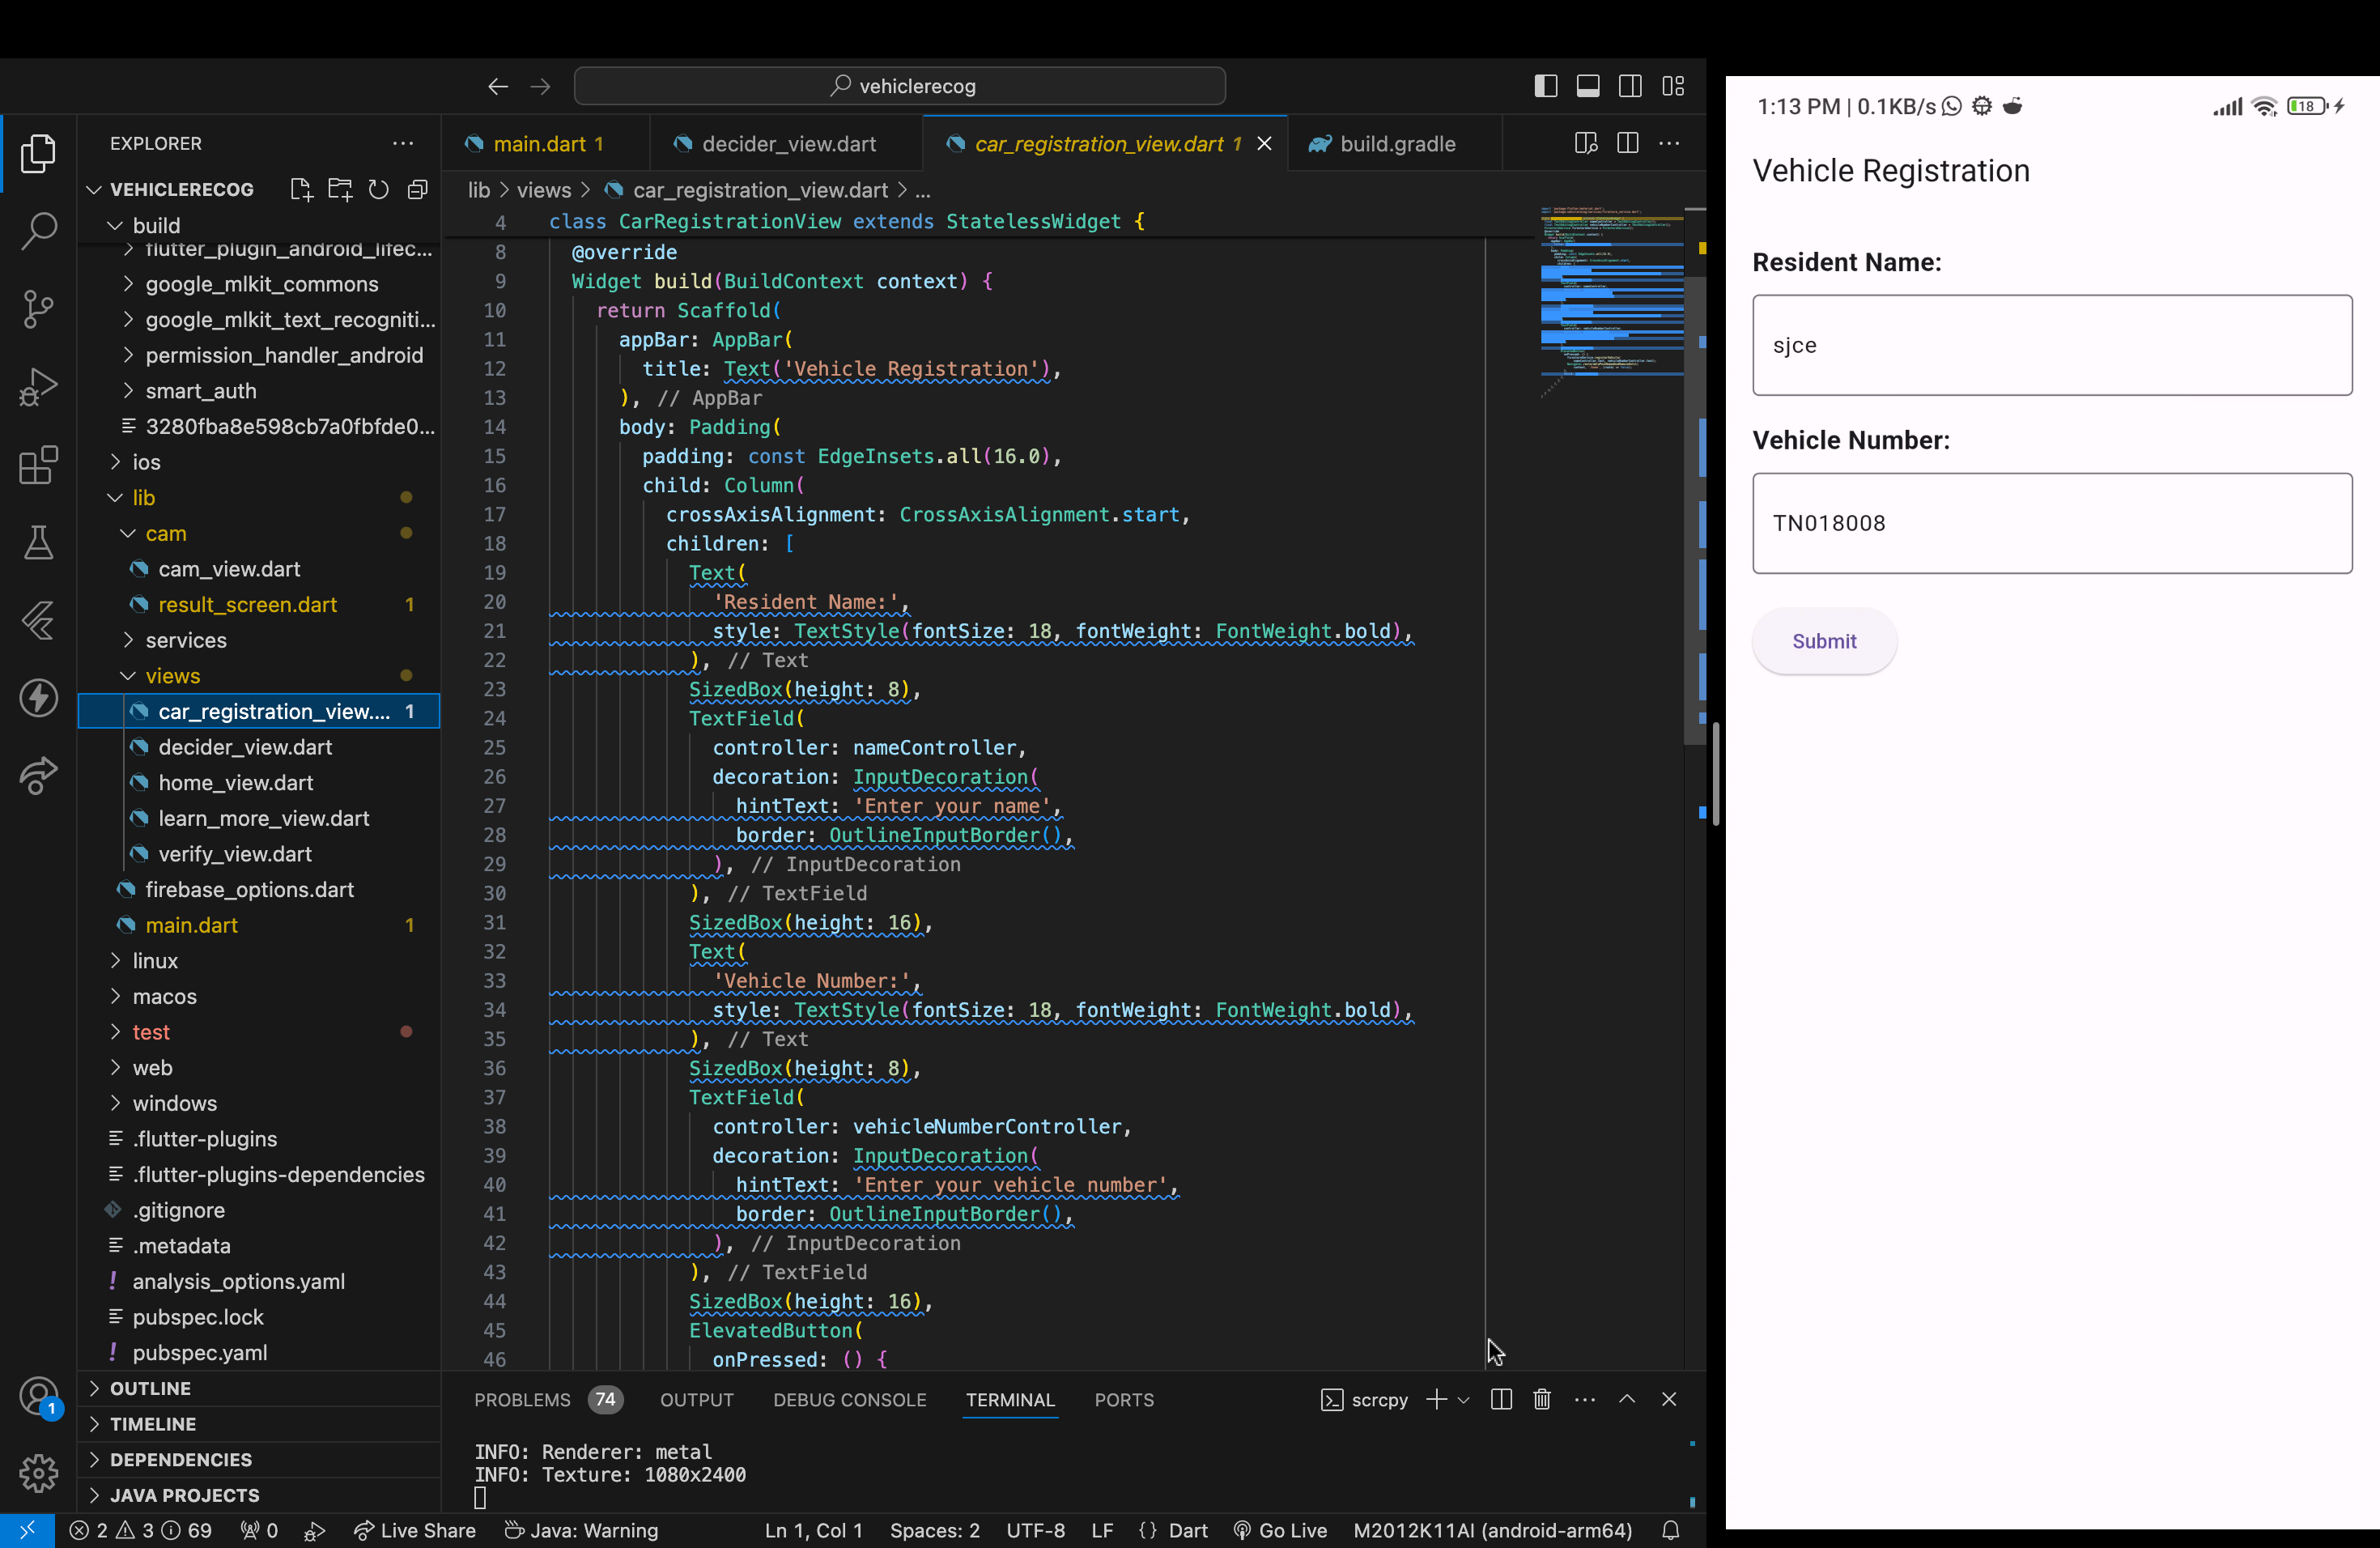 vehiclerecog
EXPLORER
VEHICLERECOG
build
flutter_plugin_android_lifec...
google_mlkit_commons
google_mlkit_text_recogniti...
permission_handler_android
smart_auth
3280fba8e598cb7a0fbfde0...
ios
lib
cam
cam_view.dart
result_screen.dart 1
services
views
car_registration_view.... 1
decider_view.dart
home_view.dart
learn_more_view.dart
verify_view.dart
firebase_options.dart
main.dart 1
linux
macos
test
web
windows
.flutter-plugins
.flutter-plugins-dependencies
.gitignore
.metadata
! analysis_options.yaml
pubspec.lock
! pubspec.yaml
OUTLINE
TIMELINE
DEPENDENCIES
JAVA PROJECTS
1
main.dart 1
decider_view.dart
car_registration_view.dart 1
build.gradle
lib > views > car_registration_view.dart > ...
4 class CarRegistrationView extends StatelessWidget {
8 @override
9 Widget build(BuildContext context) {
10 return Scaffold(
11 appBar: AppBar(
12 title: Text('Vehicle Registration'),
13 ), // AppBar
14 body: Padding(
15 padding: const EdgeInsets.all(16.0),
16 child: Column(
17 crossAxisAlignment: CrossAxisAlignment.start,
18 children: [
19 Text(
20 'Resident Name:',
21 style: TextStyle(fontSize: 18, fontWeight: FontWeight.bold),
22 ), // Text
23 SizedBox(height: 8),
24 TextField(
25 controller: nameController,
26 decoration: InputDecoration(
27 hintText: 'Enter your name',
28 border: OutlineInputBorder(),
29 ), // InputDecoration
30 ), // TextField
31 SizedBox(height: 16),
32 Text(
33 'Vehicle Number:',
34 style: TextStyle(fontSize: 18, fontWeight: FontWeight.bold),
35 ), // Text
36 SizedBox(height: 8),
37 TextField(
38 controller: vehicleNumberController,
39 decoration: InputDecoration(
40 hintText: 'Enter your vehicle number',
41 border: OutlineInputBorder(),
42 ), // InputDecoration
43 ), // TextField
44 SizedBox(height: 16),
45 ElevatedButton(
46 onPressed: () {
PROBLEMS 74 OUTPUT DEBUG CONSOLE TERMINAL PORTS
scrcpy
INFO: Renderer: metal
INFO: Texture: 1080x2400
2 3 69 0 Live Share Java: Warning Ln 1, Col 1 Spaces: 2 UTF-8 LF {} Dart Go Live M2012K11AI (android-arm64)
1:13 PM | 0.1KB/s
18
Vehicle Registration
Resident Name:
sjce
Vehicle Number:
TN018008
Submit